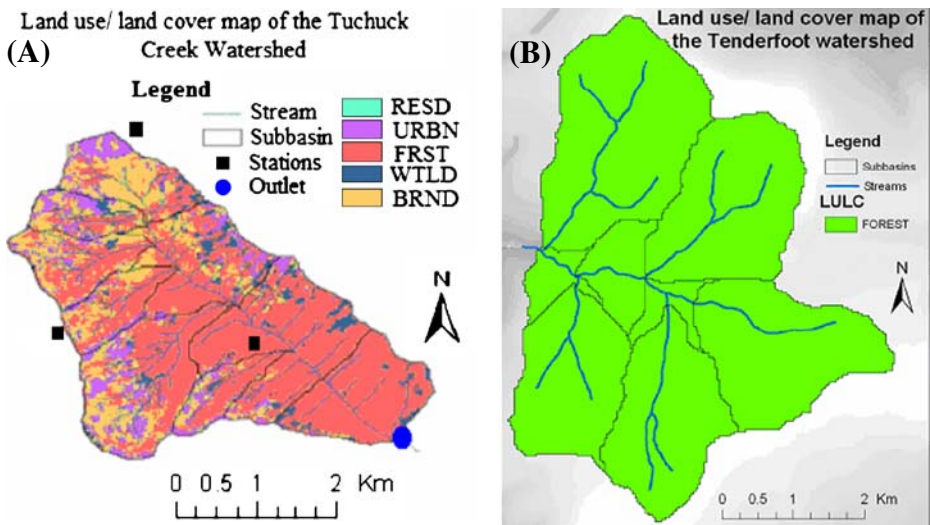 Land use/ land cover map of the Tuchuck
Creek Watershed
(A)
Legend
Stream
Subbasin
Stations
Outlet
RESD
URBN
FRST
WTLD
BRND
N
0 0.5 1 2 Km
Land use/ land cover map of
the Tenderfoot watershed
(B)
Legend
Subbasins
Streams
LULC
FOREST
N
0 0.5 1 2 Km